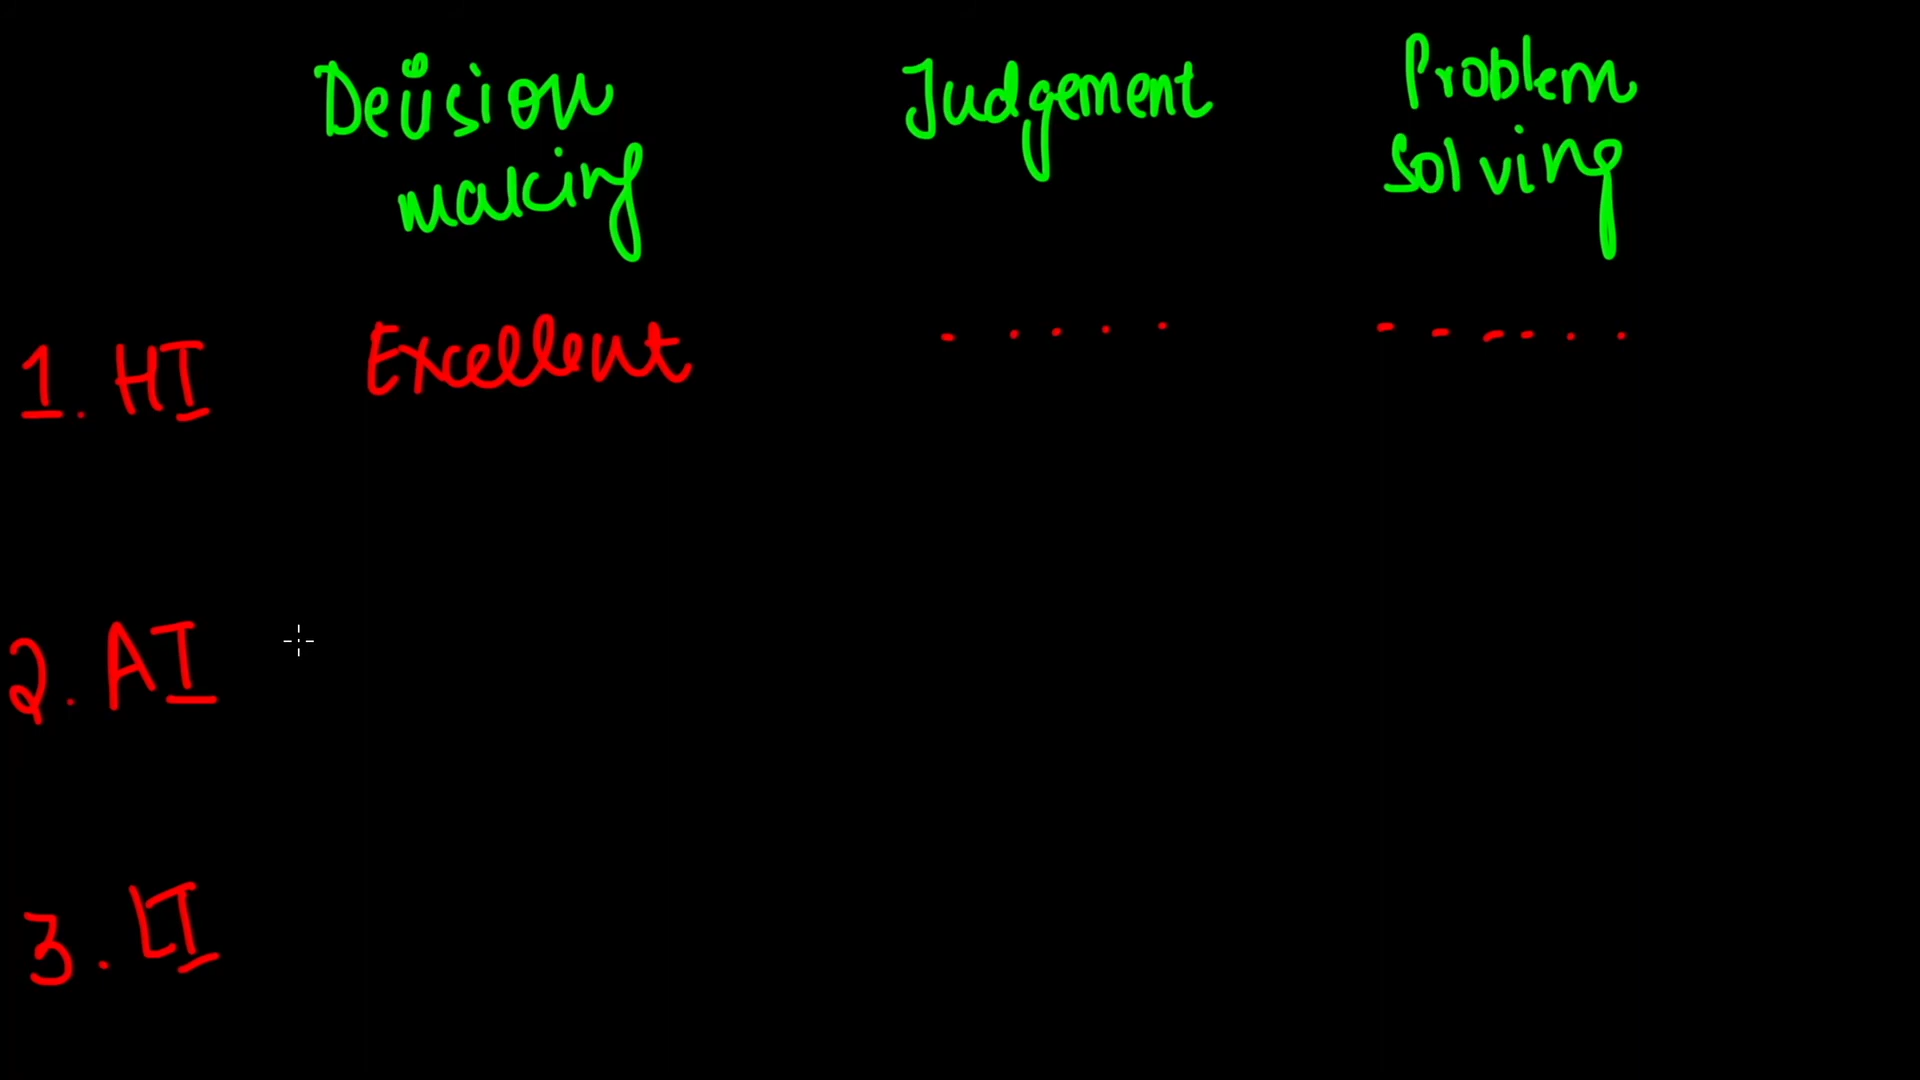 Decision making
Judgement
Problem solving
1. HI Excellent ..... ......
2. AI
3. LI